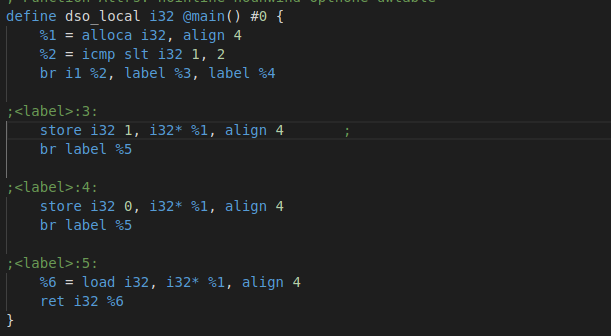 ; Function Attrs: noinline nounwind optnone uwtable
define dso_local i32 @main() #0 {
    %1 = alloca i32, align 4
    %2 = icmp slt i32 1, 2
    br i1 %2, label %3, label %4

;<label>:3:
    store i32 1, i32* %1, align 4        ;
    br label %5

;<label>:4:
    store i32 0, i32* %1, align 4
    br label %5

;<label>:5:
    %6 = load i32, i32* %1, align 4
    ret i32 %6
}